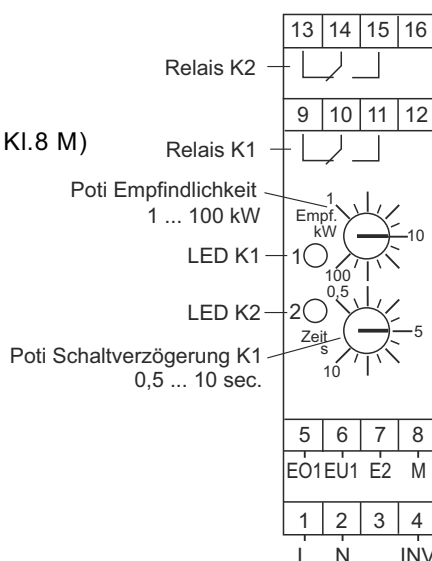 13 14 15 16
Relais K2
9 10 11 12
Kl.8 M)
Relais K1
Poti Empfindlichkeit
1 ... 100 kW
1
Empf.
kW
10
100
LED K1
1
0,5
LED K2
2
Zeit
s
5
10
Poti Schaltverzögerung K1
0,5 ... 10 sec.
5 6 7 8
EO1 EU1 E2 M
1 2 3 4
L N INV